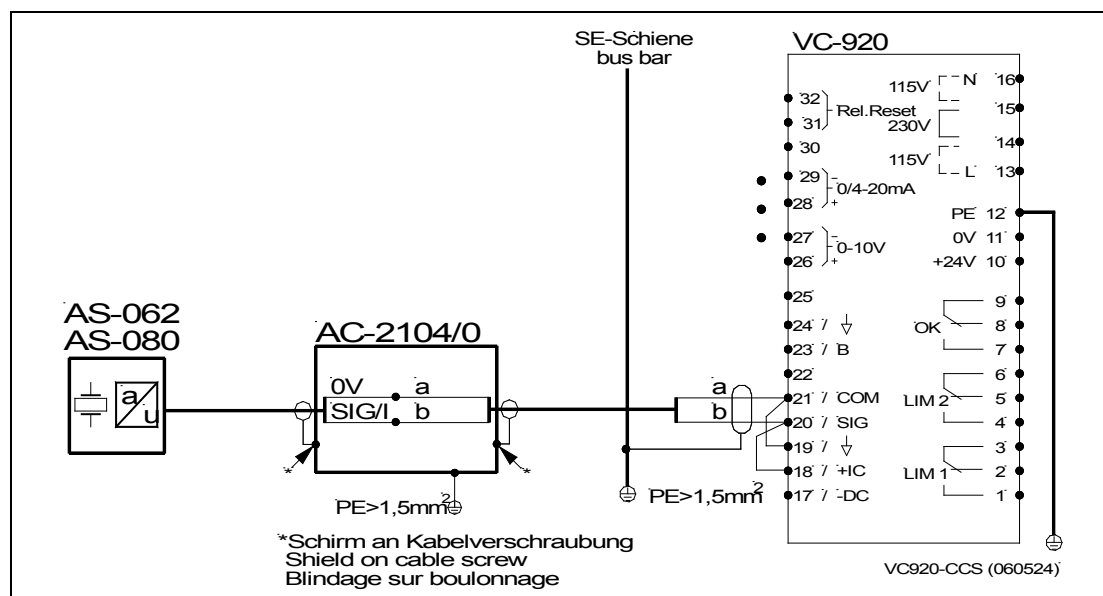 SE-Schiene
bus bar
VC-920
32
31
Rel.Reset
30
29 -
28 +
0/4-20mA
27 -
26 +
0-10V
25
24 / ⏚
23 / B
22
21 / COM
20 / SIG
19 / ⏚
18 / +IC
17 / -DC
115V N 16
15
230V
14
115V L 13
PE 12
0V 11
+24V 10
9
OK 8
7
6
LIM 2 5
4
3
LIM 1 2
1
AS-062
AS-080
a
u
AC-2104/0
0V a
SIG/I b
a
b
*
*
PE>1,5mm²
PE>1,5mm²
*Schirm an Kabelverschraubung
Shield on cable screw
Blindage sur boulonnage
VC920-CCS (060524)